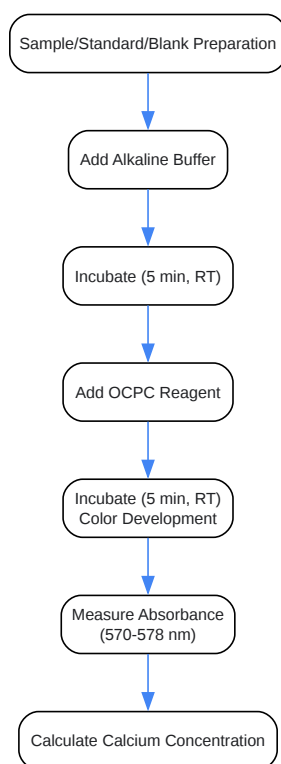 Sample/Standard/Blank Preparation
Add Alkaline Buffer
Incubate (5 min, RT)
Add OCPC Reagent
Incubate (5 min, RT)
Color Development
Measure Absorbance
(570-578 nm)
Calculate Calcium Concentration